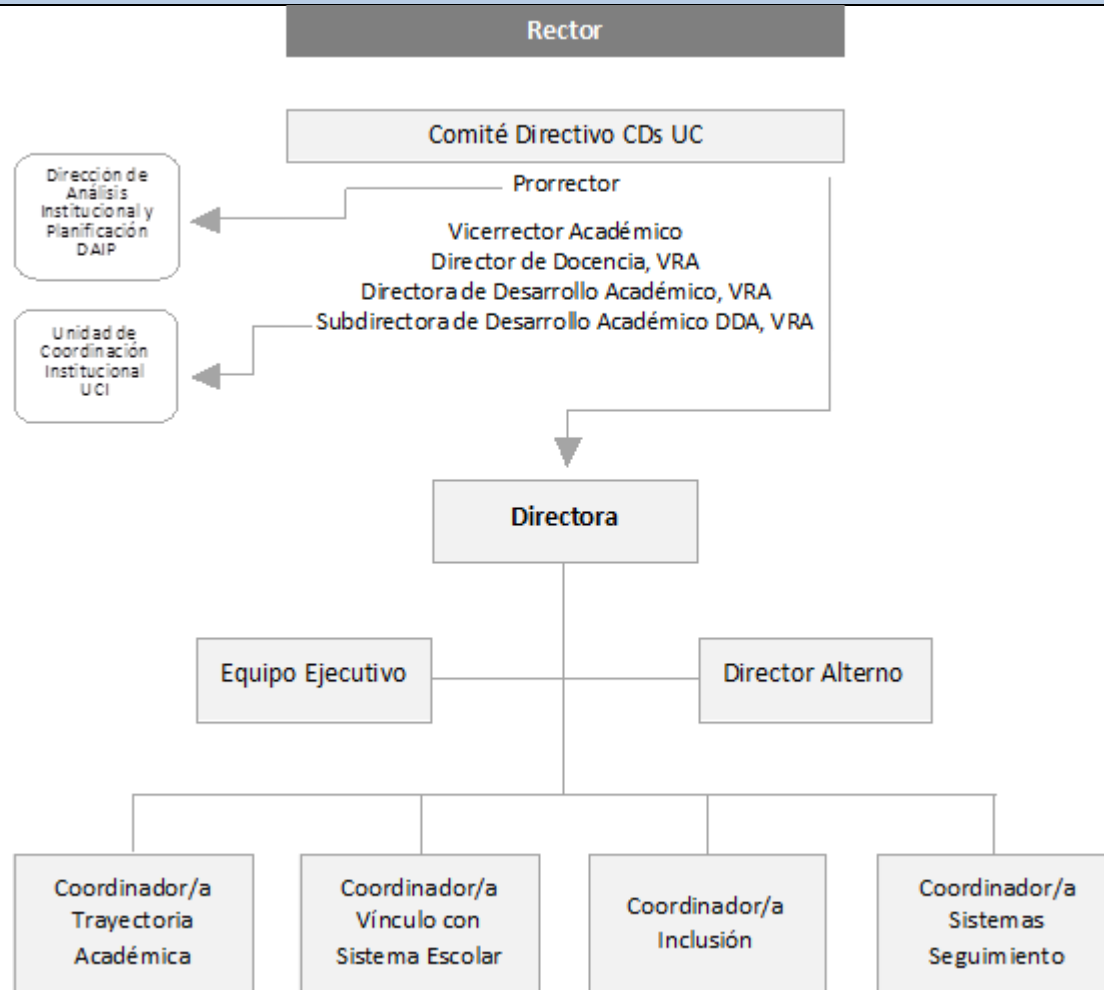 Rector
Comité Directivo CDs UC
Prorrector
Vicerrector Académico
Director de Docencia, VRA
Directora de Desarrollo Académico, VRA
Subdirectora de Desarrollo Académico DDA, VRA
Dirección de
Análisis
Institucional y
Planificación
DAIP
Unidad de
Coordinación
Institucional
UCI
Directora
Equipo Ejecutivo
Director Alterno
Coordinador/a
Trayectoria
Académica
Coordinador/a
Vínculo con
Sistema Escolar
Coordinador/a
Inclusión
Coordinador/a
Sistemas
Seguimiento